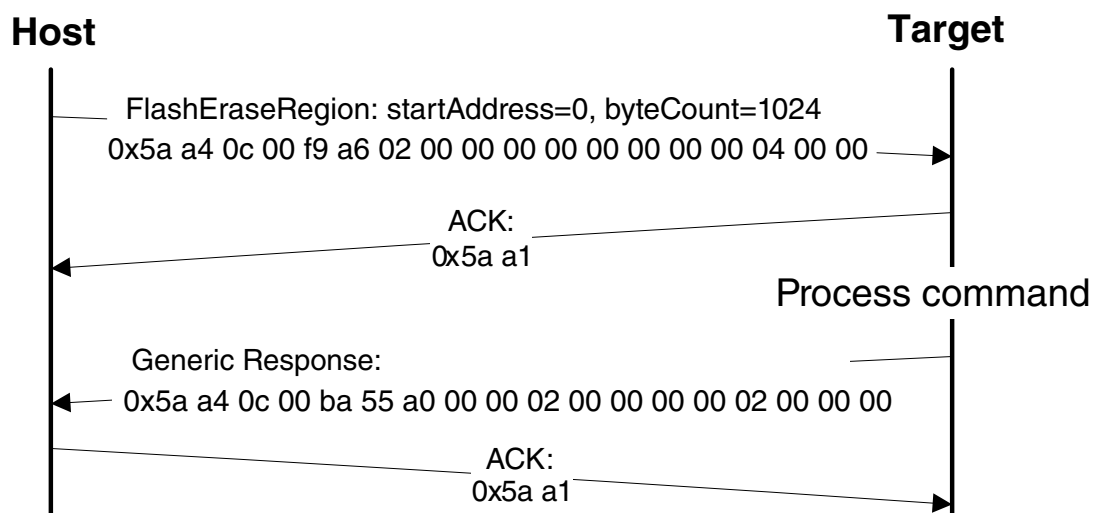 Host
Target
FlashEraseRegion: startAddress=0, byteCount=1024
0x5a a4 0c 00 f9 a6 02 00 00 00 00 00 00 00 00 04 00 00
ACK:
0x5a a1
Process command
Generic Response:
0x5a a4 0c 00 ba 55 a0 00 00 02 00 00 00 00 02 00 00 00
ACK:
0x5a a1